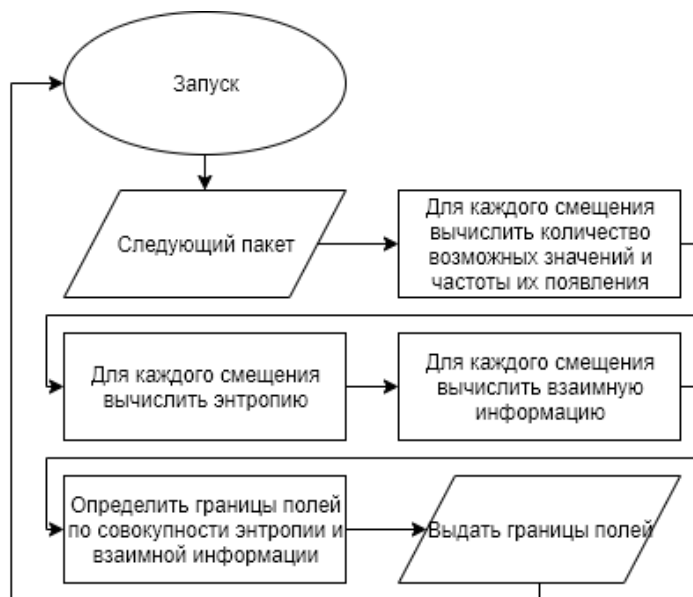 Запуск
Следующий пакет
Для каждого смещения
вычислить количество
возможных значений и
частоты их появления
Для каждого смещения
вычислить энтропию
Для каждого смещения
вычислить взаимную
информацию
Определить границы полей
по совокупности энтропии и
взаимной информации
Выдать границы полей